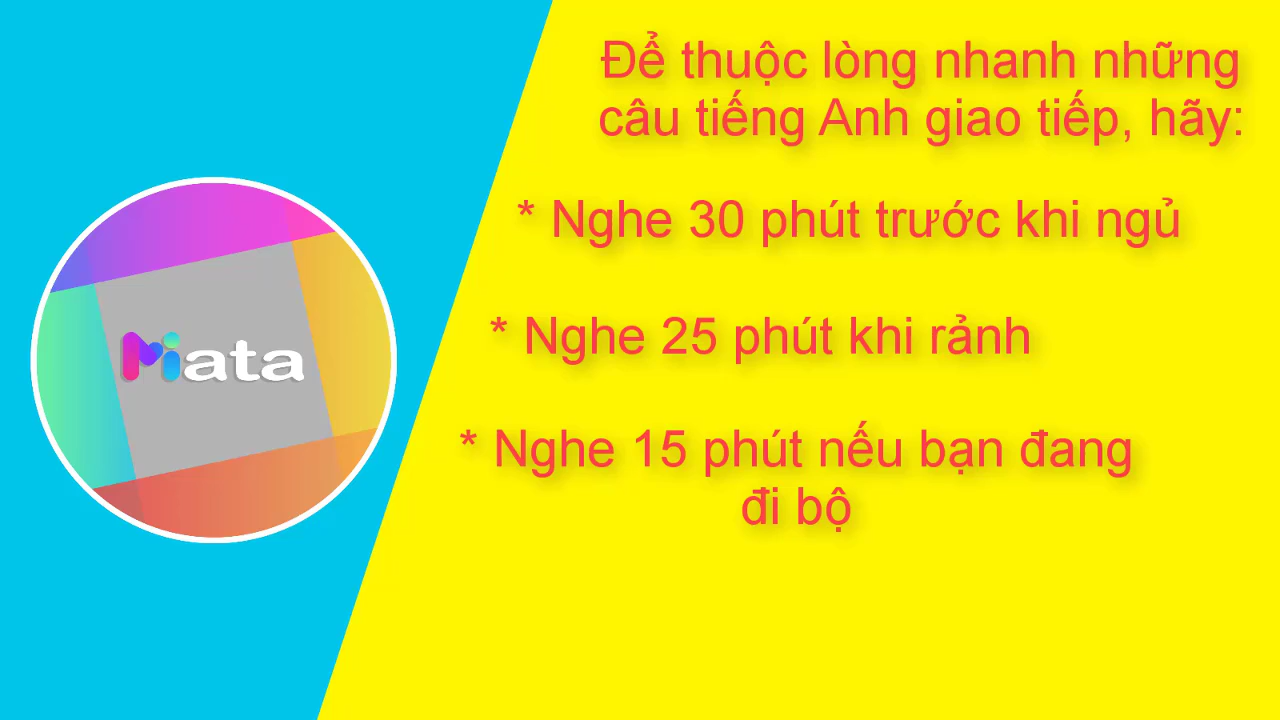 Để thuộc lòng nhanh những
câu tiếng Anh giao tiếp, hãy:
* Nghe 30 phút trước khi ngủ
* Nghe 25 phút khi rảnh
* Nghe 15 phút nếu bạn đang
đi bộ
Mata